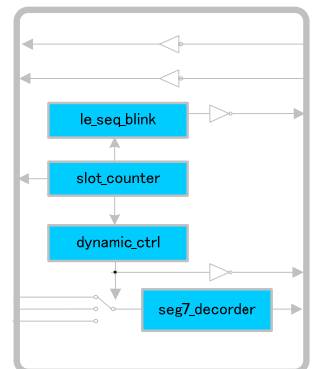 le_seq_blink
slot_counter
dynamic_ctrl
seg7_decorder